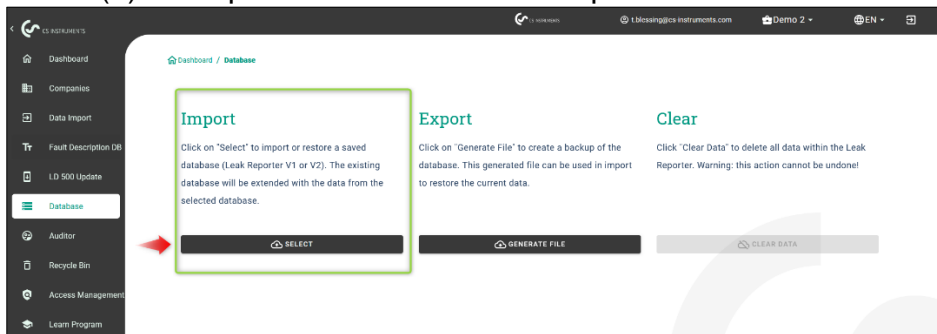 CS INSTRUMENTS
CS INSTRUMENTS
t.blessing@cs-instruments.com
Demo 2
EN
Dashboard
Companies
Data Import
Fault Description DB
LD 500 Update
Database
Auditor
Recycle Bin
Access Management
Learn Program
Dashboard / Database
Import
Click on "Select" to import or restore a saved
database (Leak Reporter V1 or V2). The existing
database will be extended with the data from the
selected database.
SELECT
Export
Click on "Generate File" to create a backup of the
database. This generated file can be used in import
to restore the current data.
GENERATE FILE
Clear
Click "Clear Data" to delete all data within the Leak
Reporter. Warning: this action cannot be undone!
CLEAR DATA